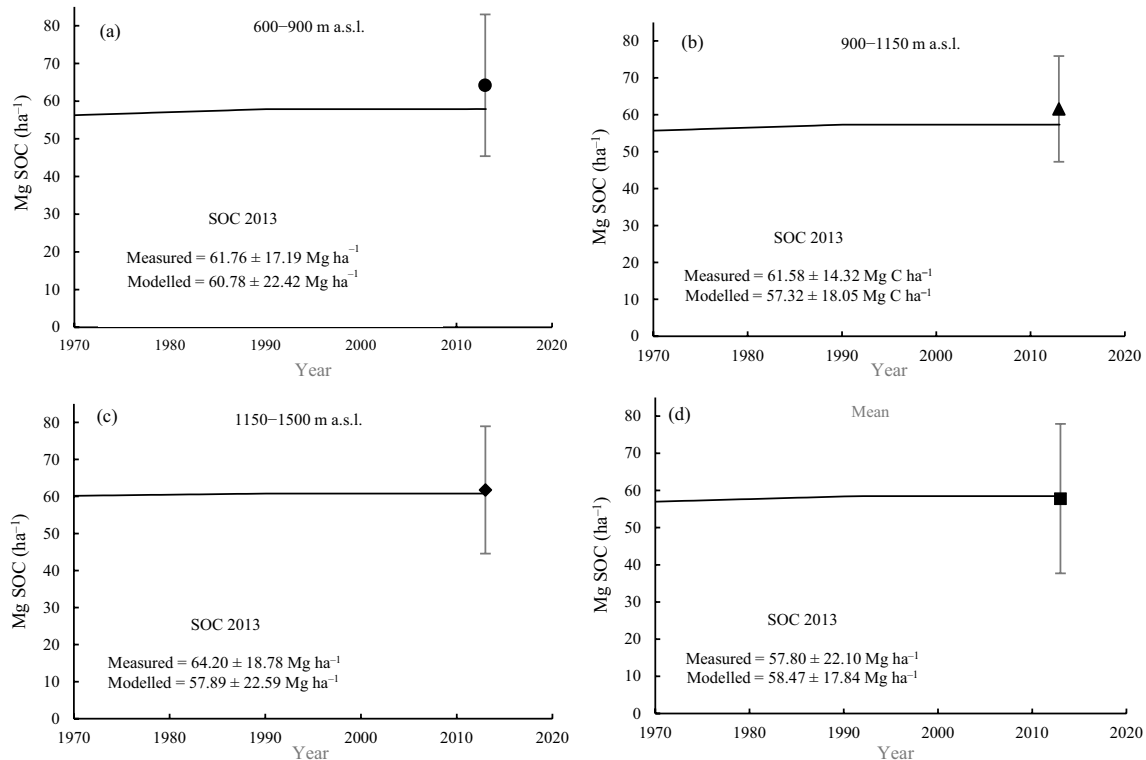 (a)
600−900 m a.s.l.
Mg SOC (ha⁻¹)
80
70
60
50
40
30
20
10
0
SOC 2013
Measured = 61.76 ± 17.19 Mg ha⁻¹
Modelled = 60.78 ± 22.42 Mg ha⁻¹
1970 1980 1990 2000 2010 2020
Year
(b)
900−1150 m a.s.l.
Mg SOC (ha⁻¹)
80
70
60
50
40
30
20
10
0
SOC 2013
Measured = 61.58 ± 14.32 Mg C ha⁻¹
Modelled = 57.32 ± 18.05 Mg C ha⁻¹
1970 1980 1990 2000 2010 2020
Year
(c)
1150−1500 m a.s.l.
Mg SOC (ha⁻¹)
80
70
60
50
40
30
20
10
0
SOC 2013
Measured = 64.20 ± 18.78 Mg ha⁻¹
Modelled = 57.89 ± 22.59 Mg ha⁻¹
1970 1980 1990 2000 2010 2020
Year
(d)
Mean
Mg SOC (ha⁻¹)
80
70
60
50
40
30
20
10
0
SOC 2013
Measured = 57.80 ± 22.10 Mg ha⁻¹
Modelled = 58.47 ± 17.84 Mg ha⁻¹
1970 1980 1990 2000 2010 2020
Year